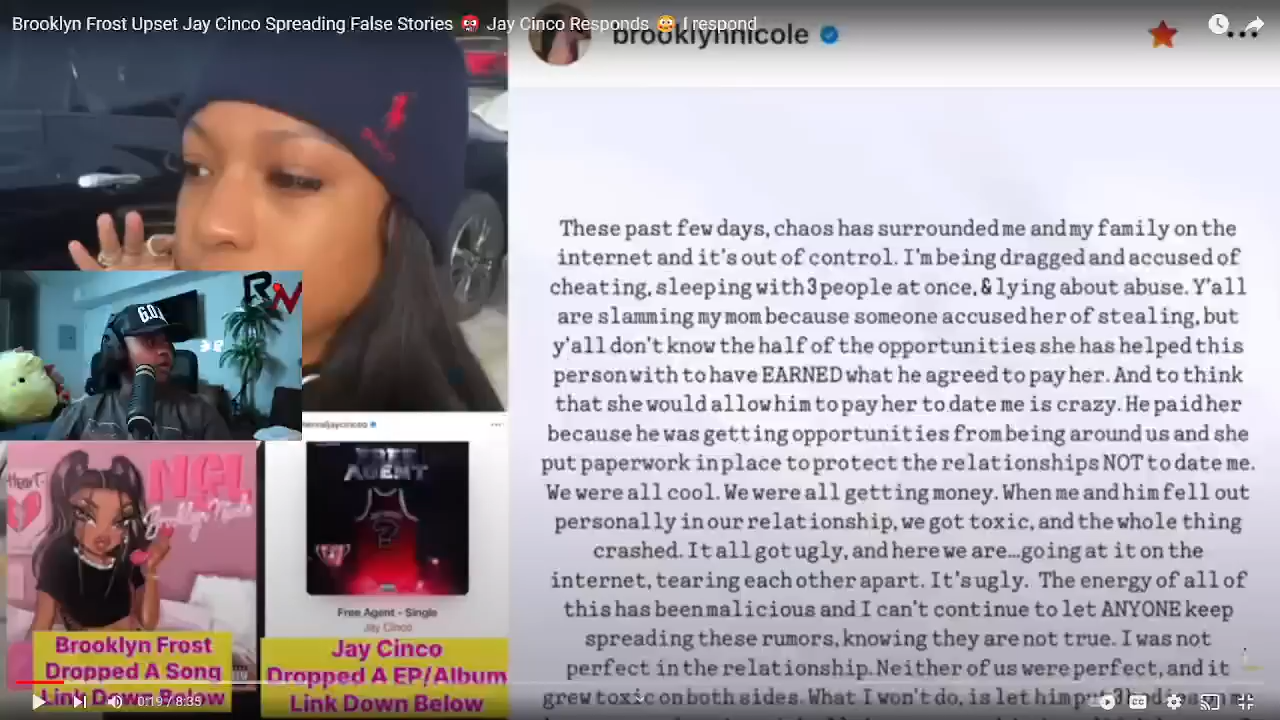 Brooklyn Frost Upset Jay Cinco Spreading False Stories 😡 Jay Cinco Responds 😳 I respond
brooklynnicole
These past few days, chaos has surrounded me and my family on the
internet and it's out of control. I'm being dragged and accused of
cheating, sleeping with 3 people at once, & lying about abuse. Y'all
are slamming my mom because someone accused her of stealing, but
y'all don't know the half of the opportunities she has helped this
person with to have EARNED what he agreed to pay her. And to think
that she would allow him to pay her to date me is crazy. He paid her
because he was getting opportunities from being around us and she
put paperwork in place to protect the relationships NOT to date me.
We were all cool. We were all getting money. When me and him fell out
personally in our relationship, we got toxic, and the whole thing
crashed. It all got ugly, and here we are...going at it on the
internet, tearing each other apart. It's ugly. The energy of all of
this has been malicious and I can't continue to let ANYONE keep
spreading these rumors, knowing they are not true. I was not
perfect in the relationship. Neither of us were perfect, and it
grew toxic on both sides. What I won't do, is let him
RN
HEART
NGL
Brooklyn Nicole
Brooklyn Frost
Dropped A Song
Link Down Below
FREE
AGENT
?
Free Agent - Single
Jay Cinco
Jay Cinco
Dropped A EP/Album
Link Down Below
0:19 / 8:35
CC